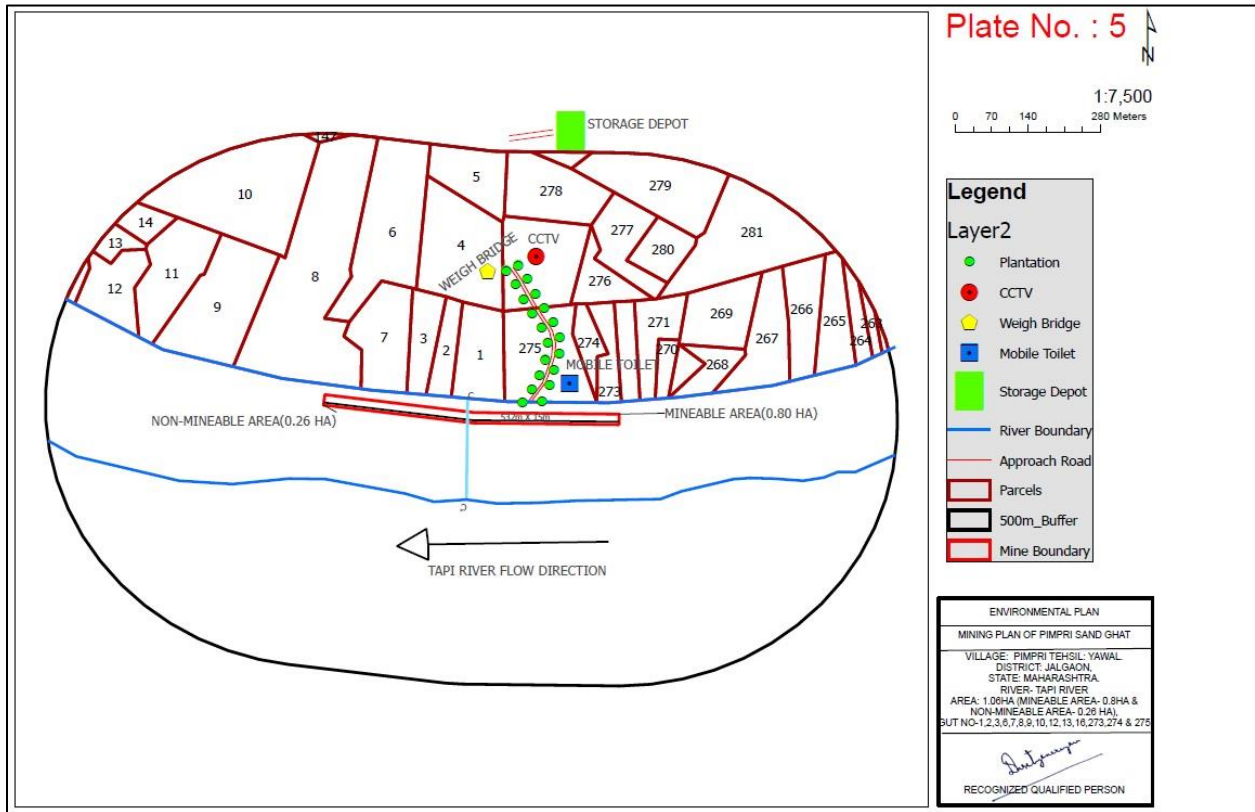 Plate No. : 5
N
1:7,500
0 70 140 280 Meters
STORAGE DEPOT
147
10
5
278
279
14
13
6
4
CCTV
277
280
281
WEIGH BRIDGE
11
12
9
8
276
7
3
2
1
275
274
273
271
270
269
268
267
266
265
264
263
MOBILE TOILET
NON-MINEABLE AREA(0.26 HA)
532m X 15m
MINEABLE AREA(0.80 HA)
TAPI RIVER FLOW DIRECTION
Legend
Layer2
Plantation
CCTV
Weigh Bridge
Mobile Toilet
Storage Depot
River Boundary
Approach Road
Parcels
500m_Buffer
Mine Boundary
ENVIRONMENTAL PLAN
MINING PLAN OF PIMPRI SAND GHAT
VILLAGE: PIMPRI TEHSIL: YAWAL.
DISTRICT: JALGAON,
STATE: MAHARASHTRA.
RIVER- TAPI RIVER
AREA: 1.06HA (MINEABLE AREA- 0.8HA &
NON-MINEABLE AREA- 0.26 HA),
GUT NO-1,2,3,6,7,8,9,10,12,13,16,273,274 & 275
RECOGNIZED QUALIFIED PERSON